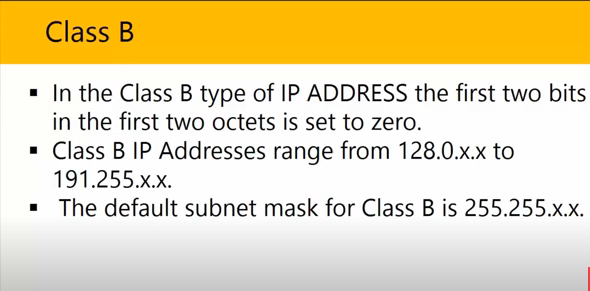 Class B
▪ In the Class B type of IP ADDRESS the first two bits
in the first two octets is set to zero.
▪ Class B IP Addresses range from 128.0.x.x to
191.255.x.x.
▪ The default subnet mask for Class B is 255.255.x.x.